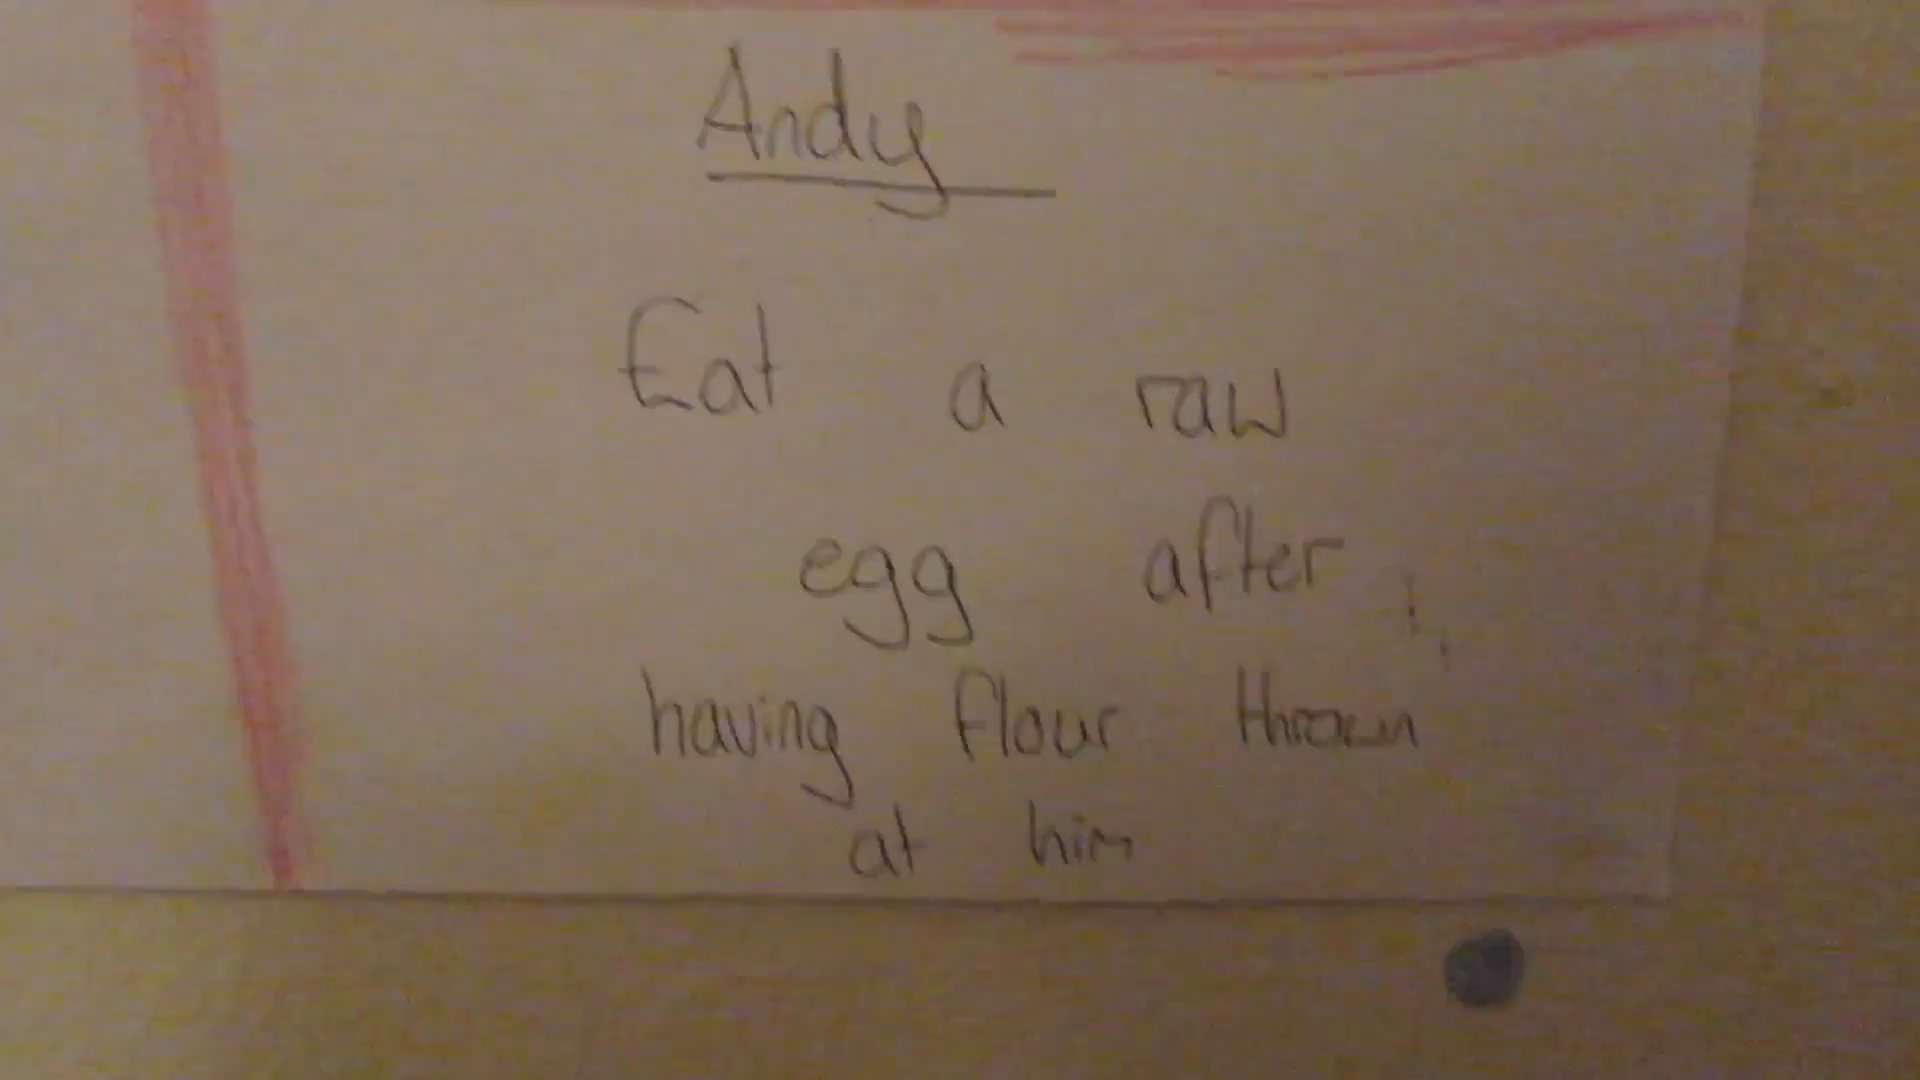 Andy
Eat a raw
egg after
having flour thrown
at him